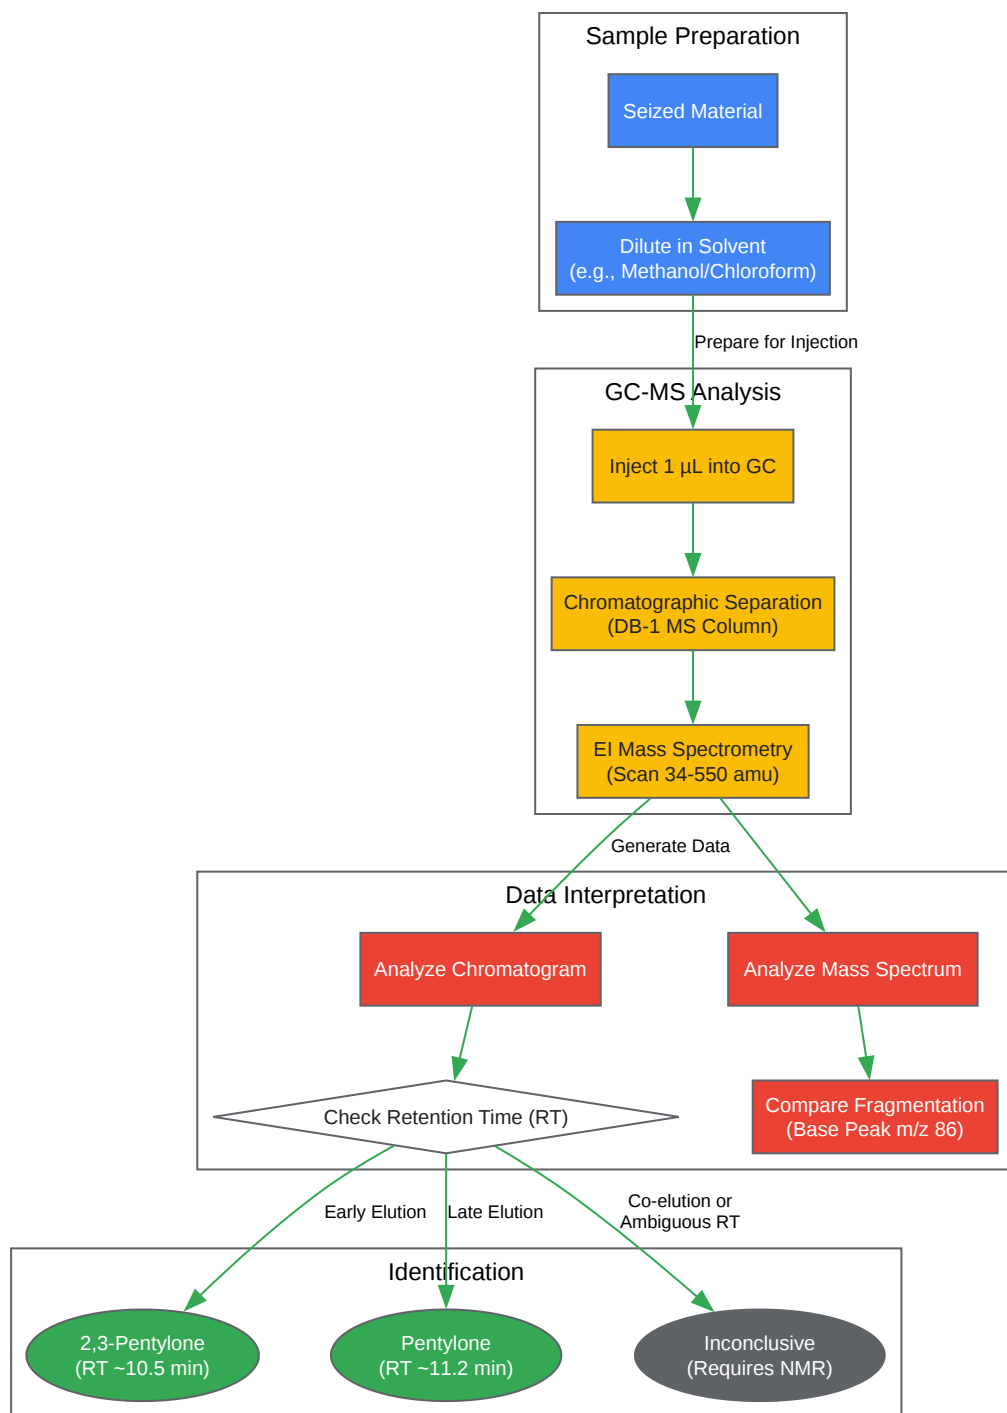 Sample Preparation
Seized Material
Dilute in Solvent
(e.g., Methanol/Chloroform)
Prepare for Injection
GC-MS Analysis
Inject 1 µL into GC
Chromatographic Separation
(DB-1 MS Column)
EI Mass Spectrometry
(Scan 34-550 amu)
Generate Data
Data Interpretation
Analyze Chromatogram
Analyze Mass Spectrum
Check Retention Time (RT)
Compare Fragmentation
(Base Peak m/z 86)
Early Elution
Late Elution
Co-elution or
Ambiguous RT
Identification
2,3-Pentylone
(RT ~10.5 min)
Pentylone
(RT ~11.2 min)
Inconclusive
(Requires NMR)